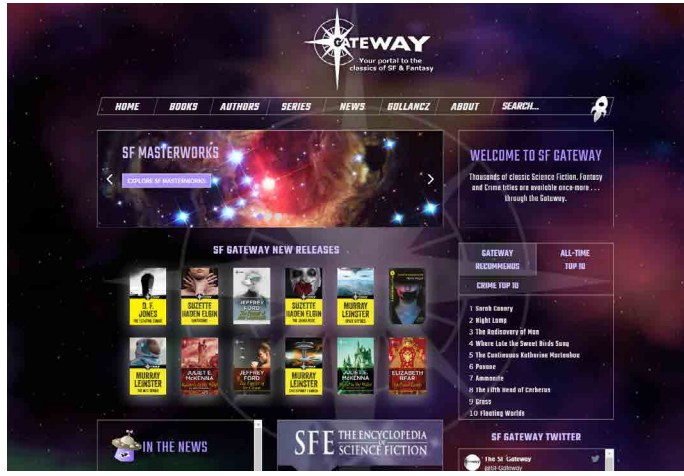 GATEWAY
Your portal to the
classics of SF & Fantasy
HOME BOOKS AUTHORS SERIES NEWS GOLLANCZ ABOUT SEARCH...
SF MASTERWORKS
EXPLORE SF MASTERWORKS
WELCOME TO SF GATEWAY
Thousands of classic Science Fiction, Fantasy
and Crime titles are available once more . . .
through the Gateway.
SF GATEWAY NEW RELEASES
D. F.
JONES
SUZETTE
HADEN ELGIN
JEFFREY
FORD
SUZETTE
HADEN ELGIN
MURRAY
LEINSTER
MURRAY
LEINSTER
JULIET E.
McKENNA
JEFFREY
FORD
MURRAY
LEINSTER
JULIET E.
McKENNA
ELIZABETH
BEAR
GATEWAY
RECOMMENDS
ALL-TIME
TOP 10
CRIME TOP 10
1 Sarah Canary
2 Night Lamp
3 The Rediscovery of Man
4 Where Late the Sweet Birds Sang
5 The Continuous Katherine Mortenhoe
6 Pavane
7 Ammonite
8 The Fifth Head of Cerberus
9 Grass
10 Floating Worlds
IN THE NEWS
SFE THE ENCYCLOPEDIA
OF SCIENCE FICTION
SF GATEWAY TWITTER
The SF Gateway
@SFGateway